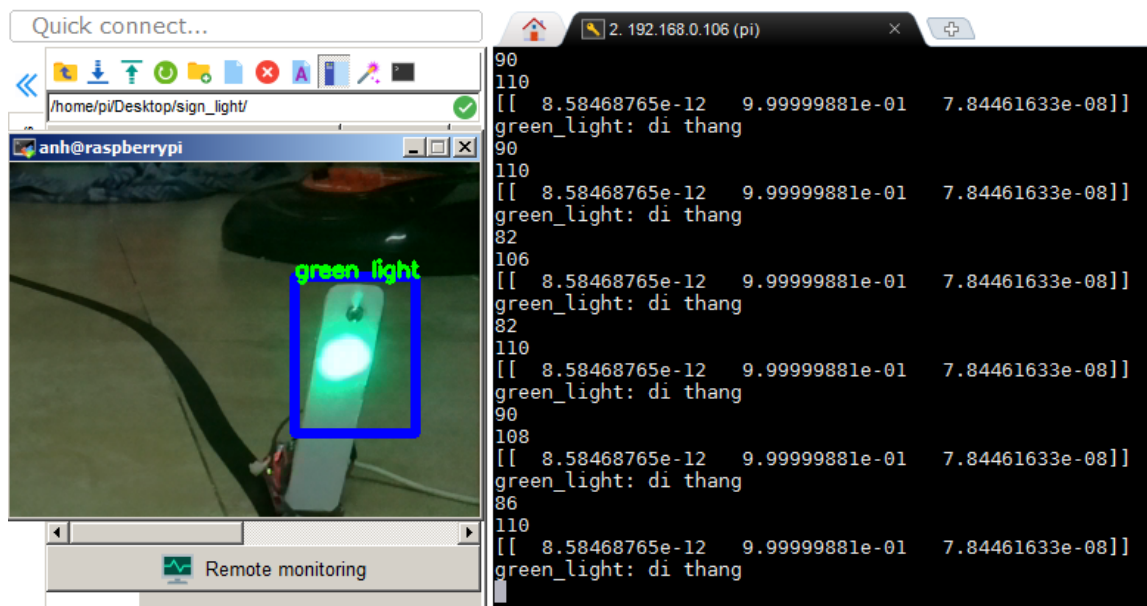 Quick connect...
/home/pi/Desktop/sign_light/
anh@raspberrypi
green light
Remote monitoring
2. 192.168.0.106 (pi)
90
110
[[ 8.58468765e-12 9.99999881e-01 7.84461633e-08]]
green_light: di thang
90
110
[[ 8.58468765e-12 9.99999881e-01 7.84461633e-08]]
green_light: di thang
82
106
[[ 8.58468765e-12 9.99999881e-01 7.84461633e-08]]
green_light: di thang
82
110
[[ 8.58468765e-12 9.99999881e-01 7.84461633e-08]]
green_light: di thang
90
108
[[ 8.58468765e-12 9.99999881e-01 7.84461633e-08]]
green_light: di thang
86
110
[[ 8.58468765e-12 9.99999881e-01 7.84461633e-08]]
green_light: di thang